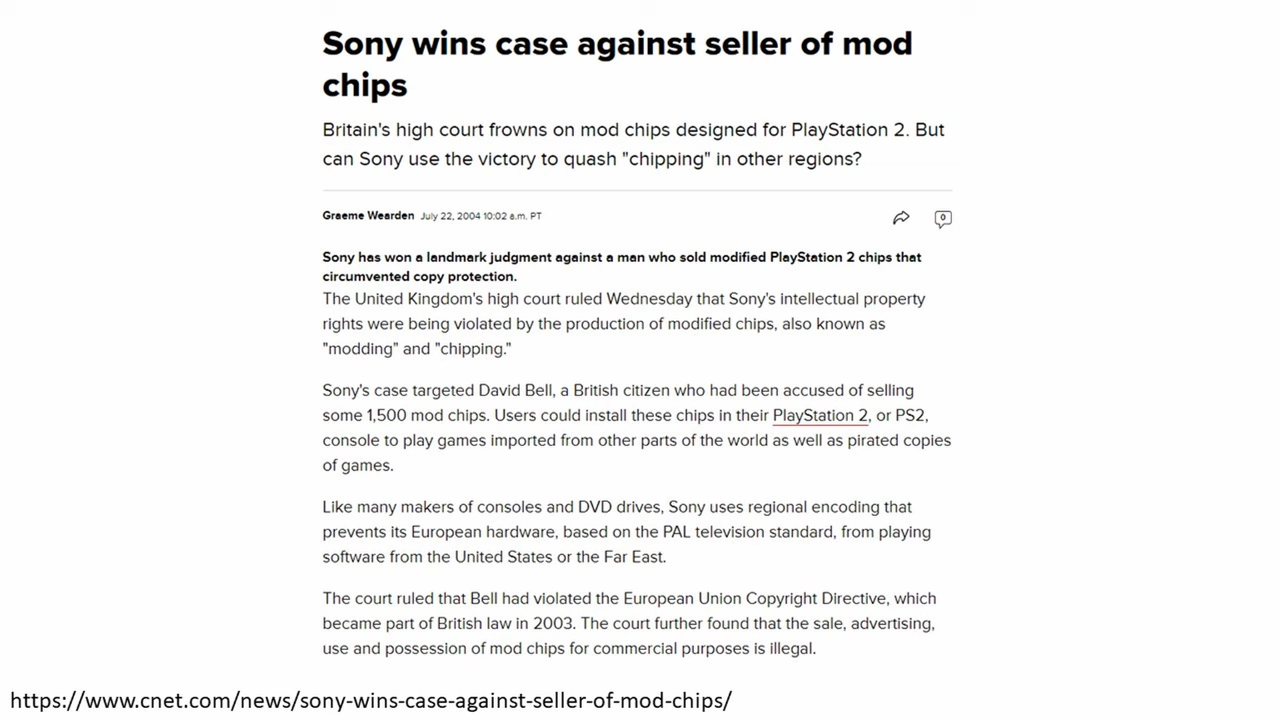 Sony wins case against seller of mod
chips
Britain's high court frowns on mod chips designed for PlayStation 2. But
can Sony use the victory to quash "chipping" in other regions?
Graeme Wearden July 22, 2004 10:02 a.m. PT
0
Sony has won a landmark judgment against a man who sold modified PlayStation 2 chips that
circumvented copy protection.
The United Kingdom's high court ruled Wednesday that Sony's intellectual property
rights were being violated by the production of modified chips, also known as
"modding" and "chipping."
Sony's case targeted David Bell, a British citizen who had been accused of selling
some 1,500 mod chips. Users could install these chips in their PlayStation 2, or PS2,
console to play games imported from other parts of the world as well as pirated copies
of games.
Like many makers of consoles and DVD drives, Sony uses regional encoding that
prevents its European hardware, based on the PAL television standard, from playing
software from the United States or the Far East.
The court ruled that Bell had violated the European Union Copyright Directive, which
became part of British law in 2003. The court further found that the sale, advertising,
use and possession of mod chips for commercial purposes is illegal.
https://www.cnet.com/news/sony-wins-case-against-seller-of-mod-chips/